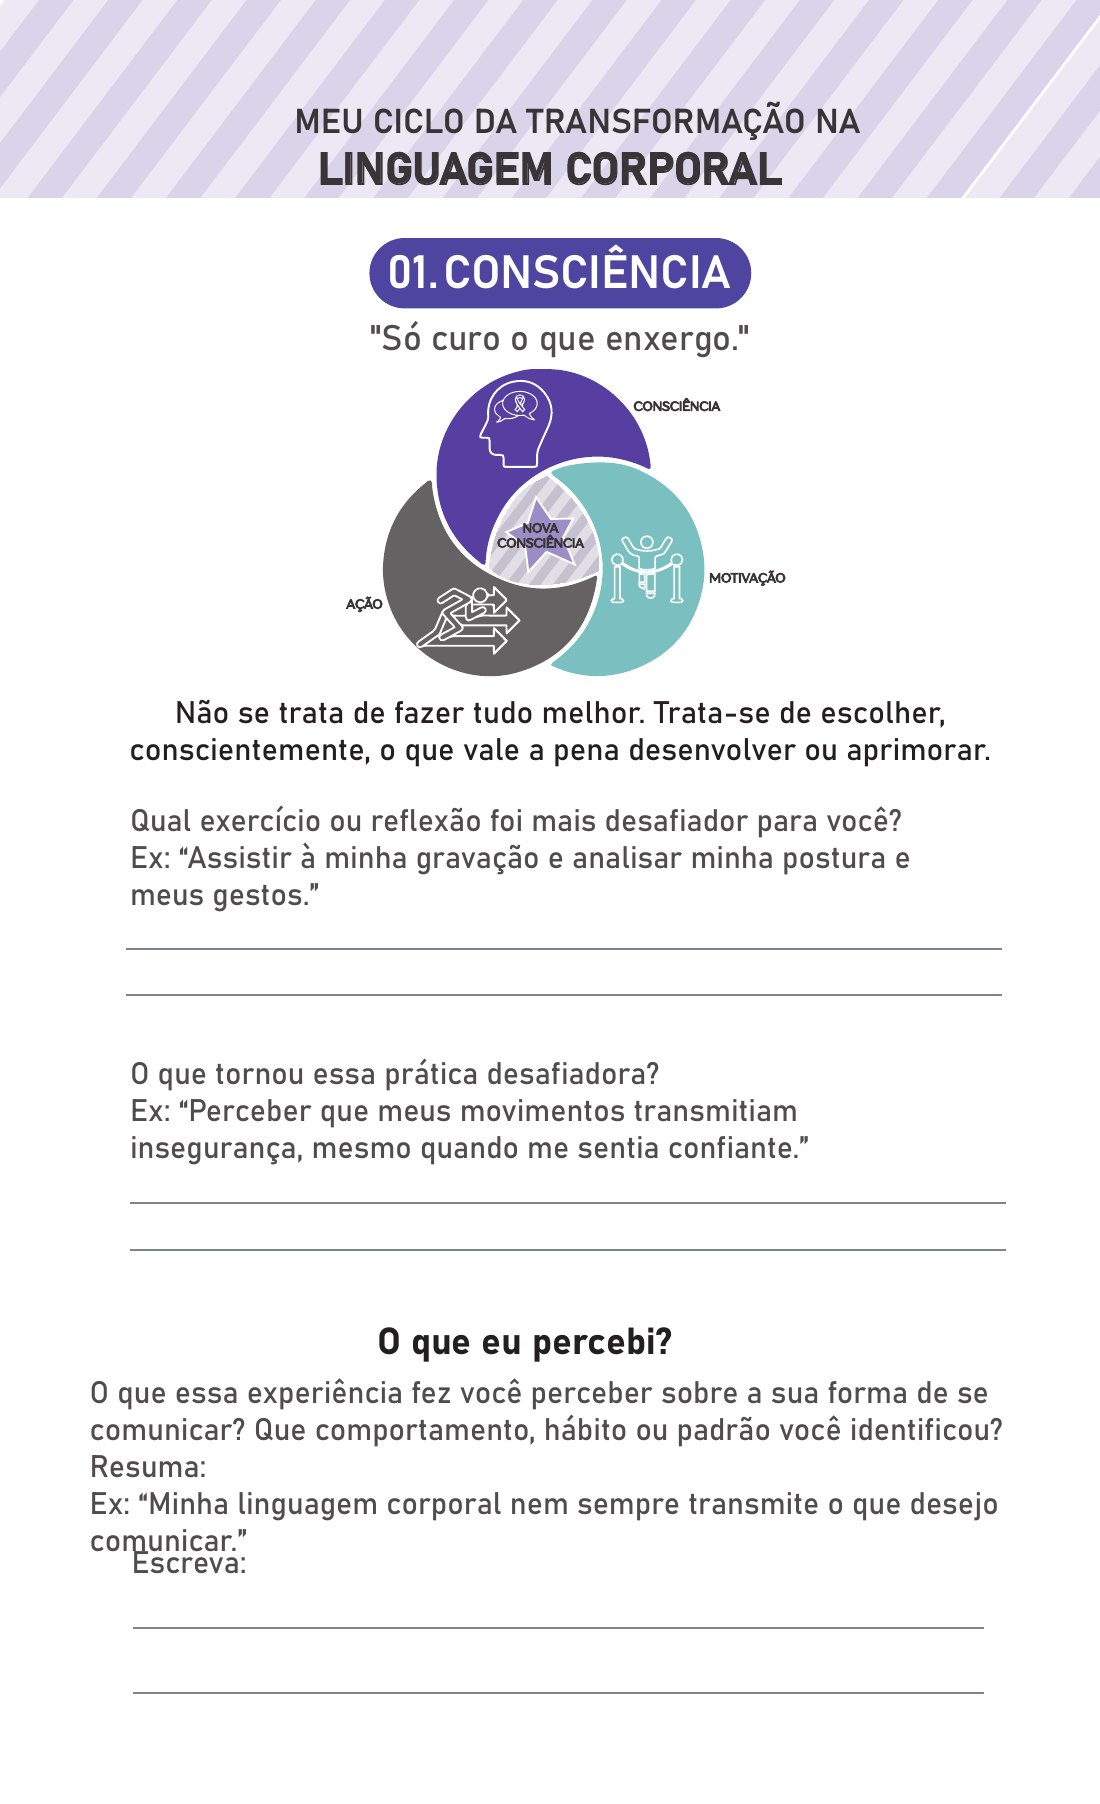 MEU CICLO DA TRANSFORMAÇÃO NA
LINGUAGEM CORPORAL
01. CONSCIÊNCIA
"Só curo o que enxergo."
CONSCIÊNCIA
NOVA
CONSCIÊNCIA
MOTIVAÇÃO
AÇÃO
Não se trata de fazer tudo melhor. Trata-se de escolher,
conscientemente, o que vale a pena desenvolver ou aprimorar.
Qual exercício ou reflexão foi mais desafiador para você?
Ex: “Assistir à minha gravação e analisar minha postura e
meus gestos.”
O que tornou essa prática desafiadora?
Ex: “Perceber que meus movimentos transmitiam
insegurança, mesmo quando me sentia confiante.”
O que eu percebi?
O que essa experiência fez você perceber sobre a sua forma de se
comunicar? Que comportamento, hábito ou padrão você identificou?
Resuma:
Ex: “Minha linguagem corporal nem sempre transmite o que desejo
comunicar.”
Escreva: